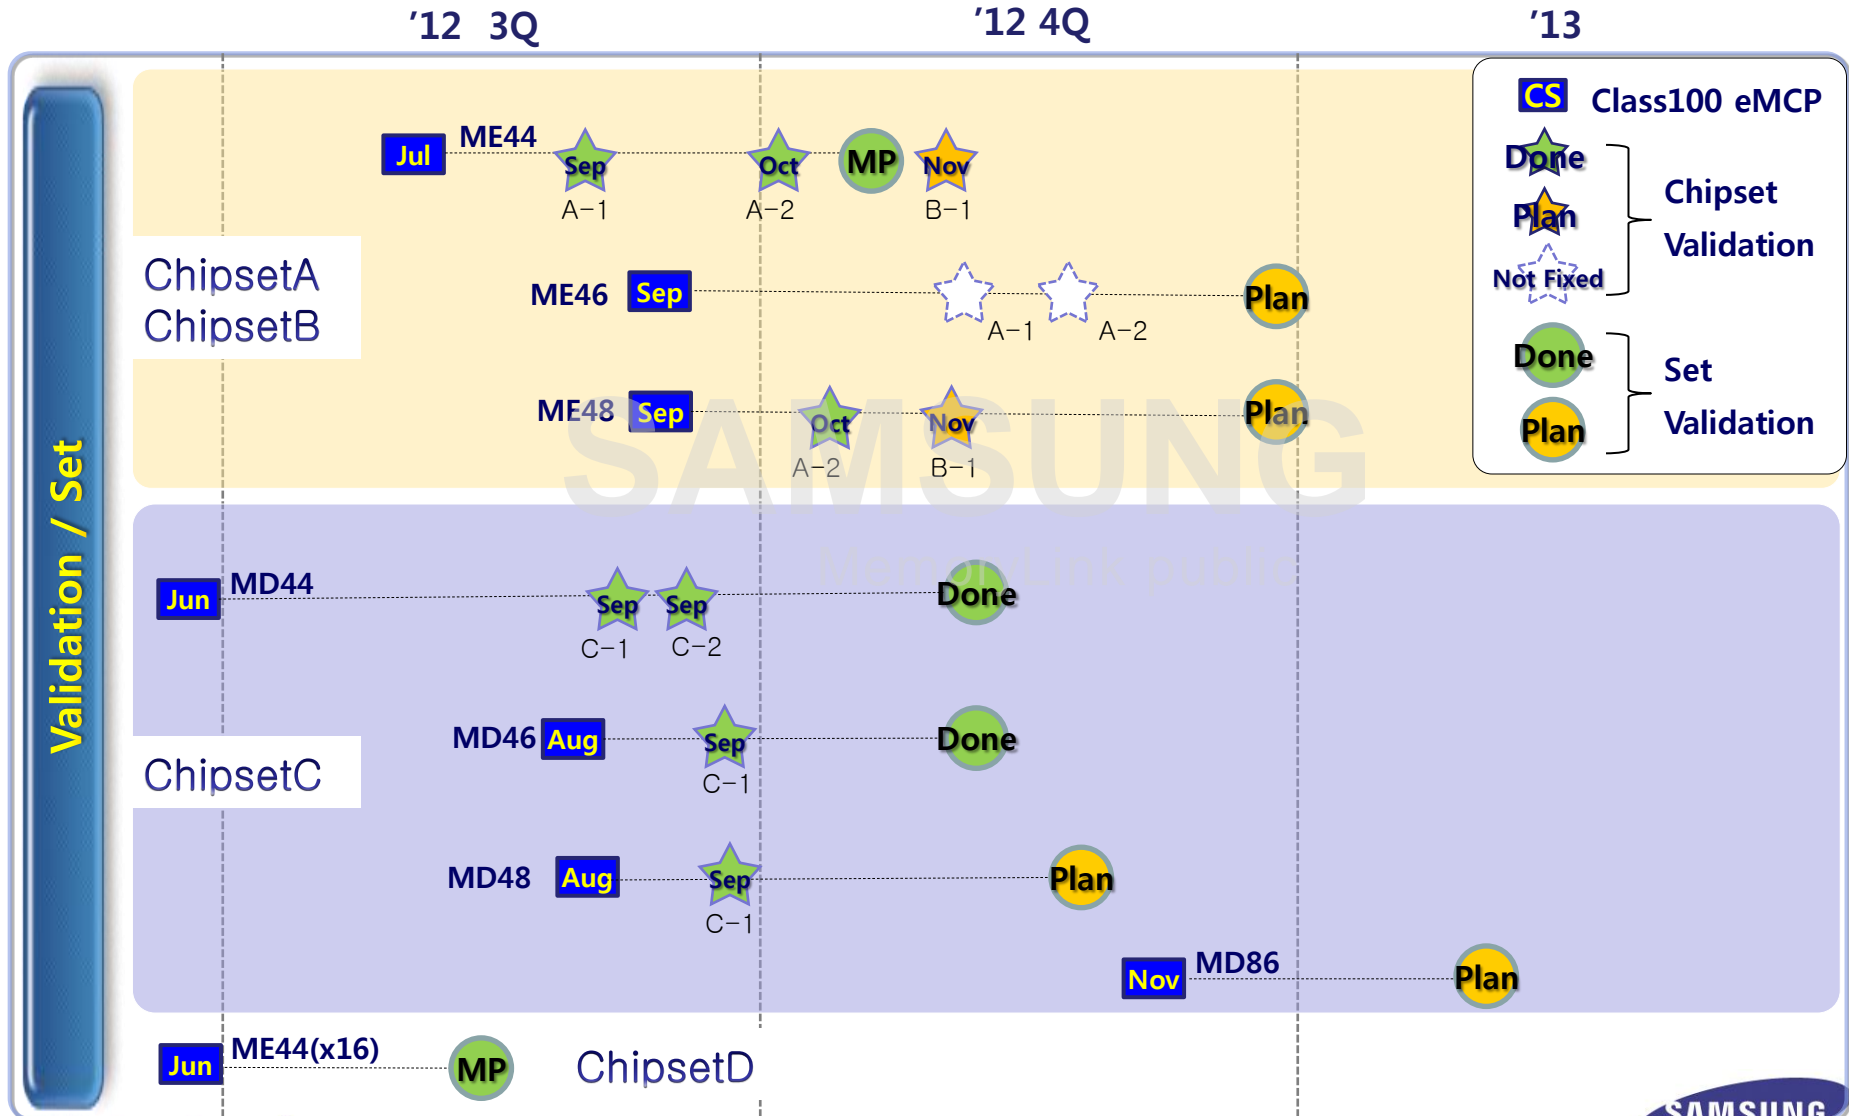 '12 3Q
'12 4Q
'13
Validation / Set
CS Class100 eMCP
Done
Plan
Not Fixed
Chipset
Validation
Done
Plan
Set
Validation
ChipsetA
ChipsetB
Jul ME44 Sep Oct MP Nov
A-1 A-2 B-1
ME46 Sep Plan
A-1 A-2
ME48 Sep Oct Nov Plan
A-2 B-1
SAMSUNG
MemoryLink public
ChipsetC
Jun MD44 Sep Sep Done
C-1 C-2
MD46 Aug Sep Done
C-1
MD48 Aug Sep Plan
C-1
Nov MD86 Plan
Jun ME44(x16) MP ChipsetD
SAMSUNG